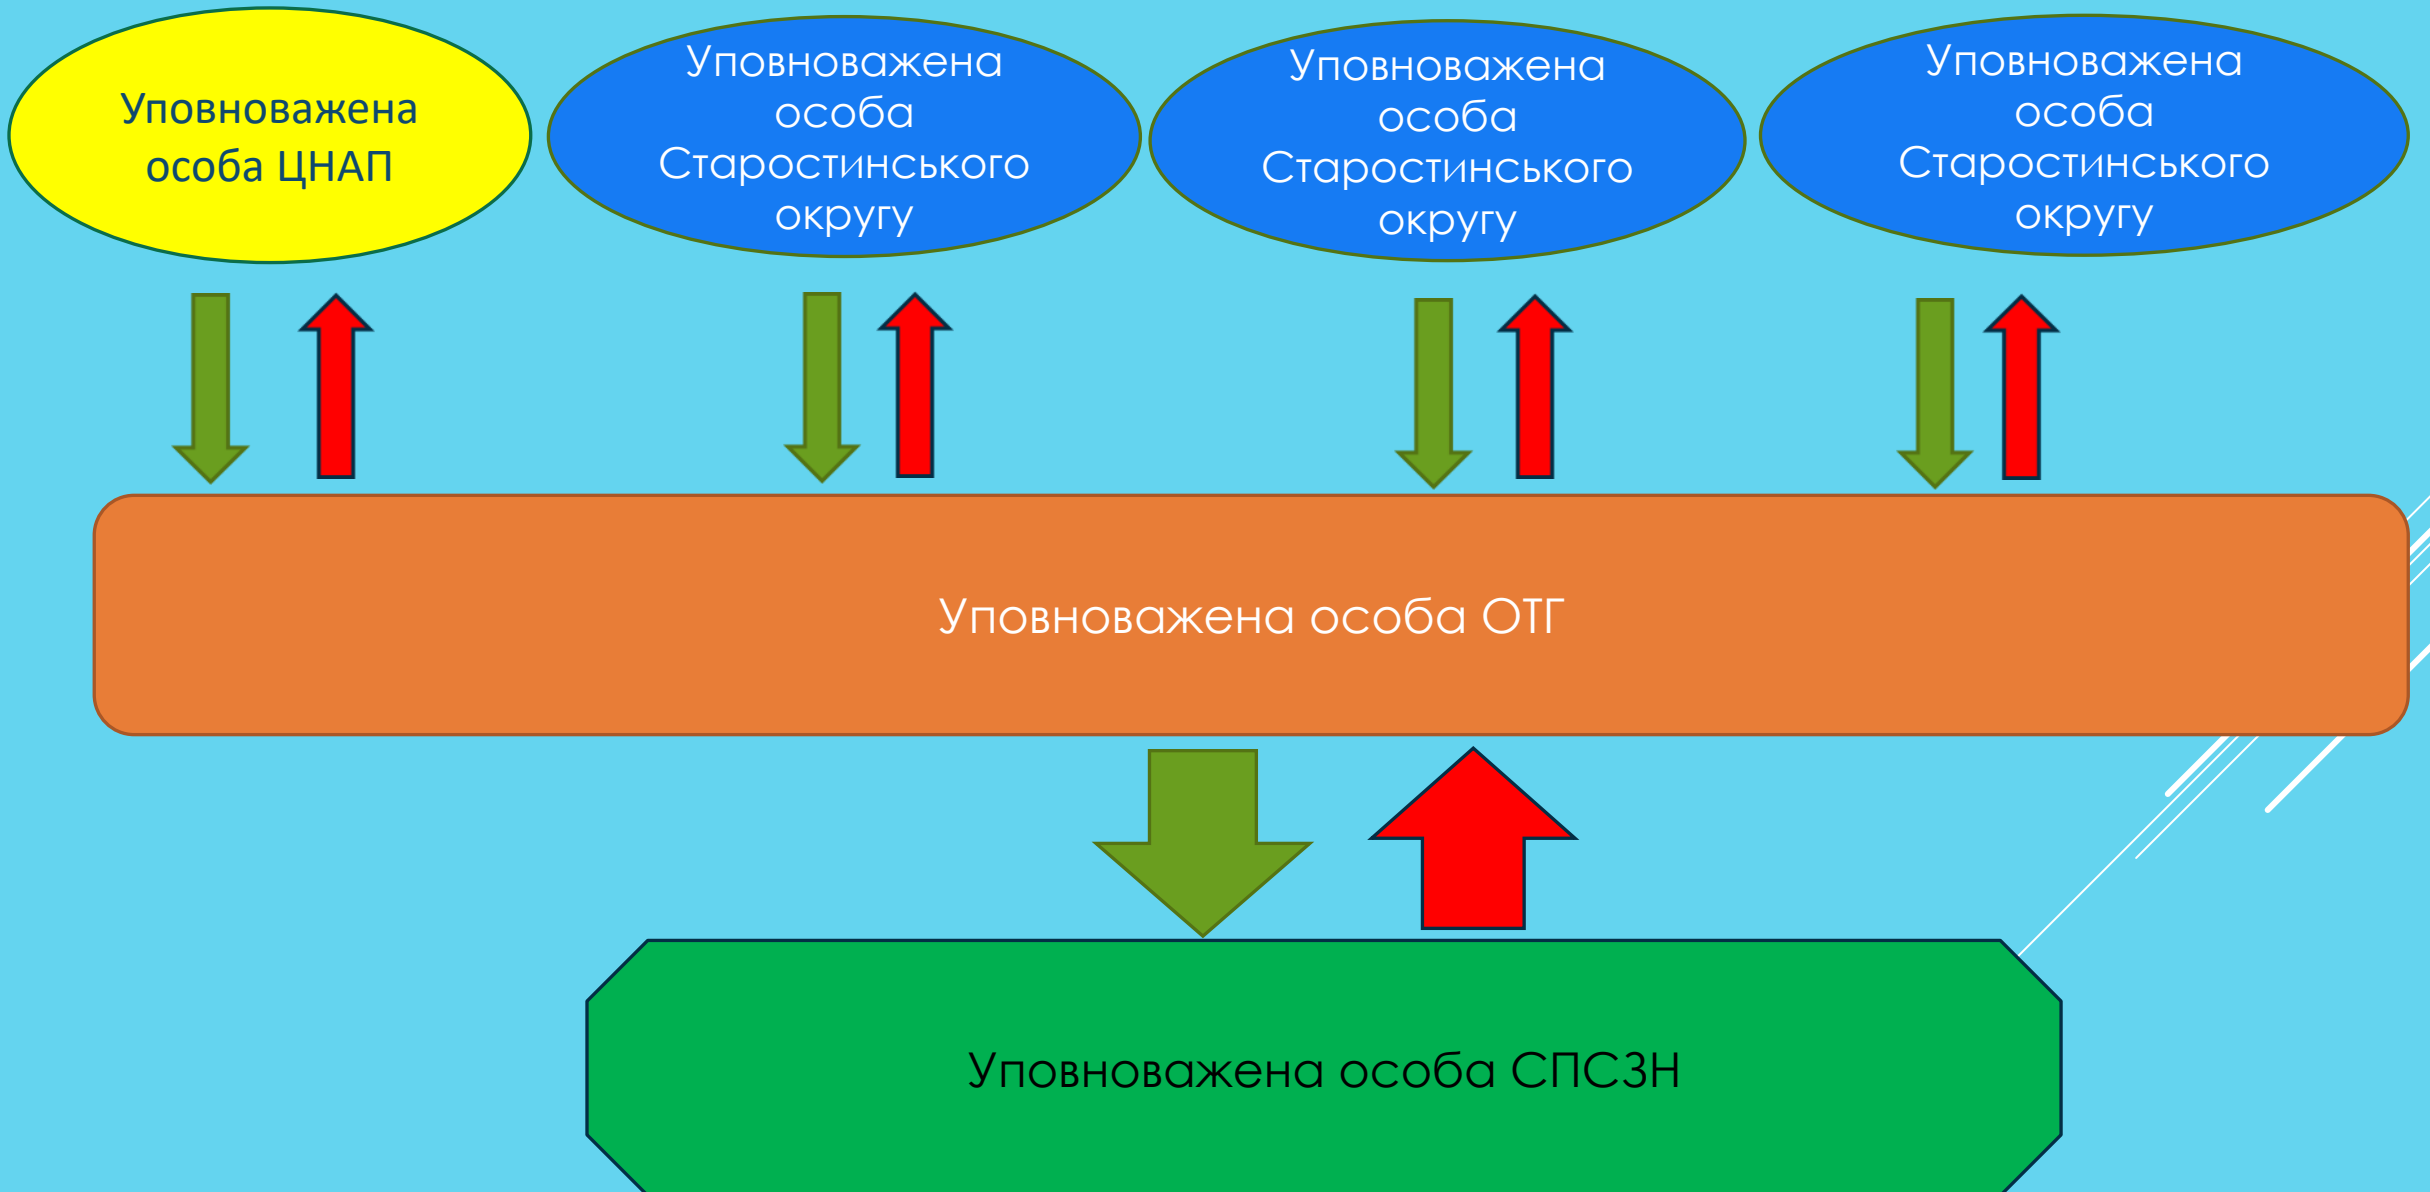 Уповноважена
особа ЦНАП
Уповноважена
особа
Старостинського
округу
Уповноважена
особа
Старостинського
округу
Уповноважена
особа
Старостинського
округу
Уповноважена особа ОТГ
Уповноважена особа СПСЗН